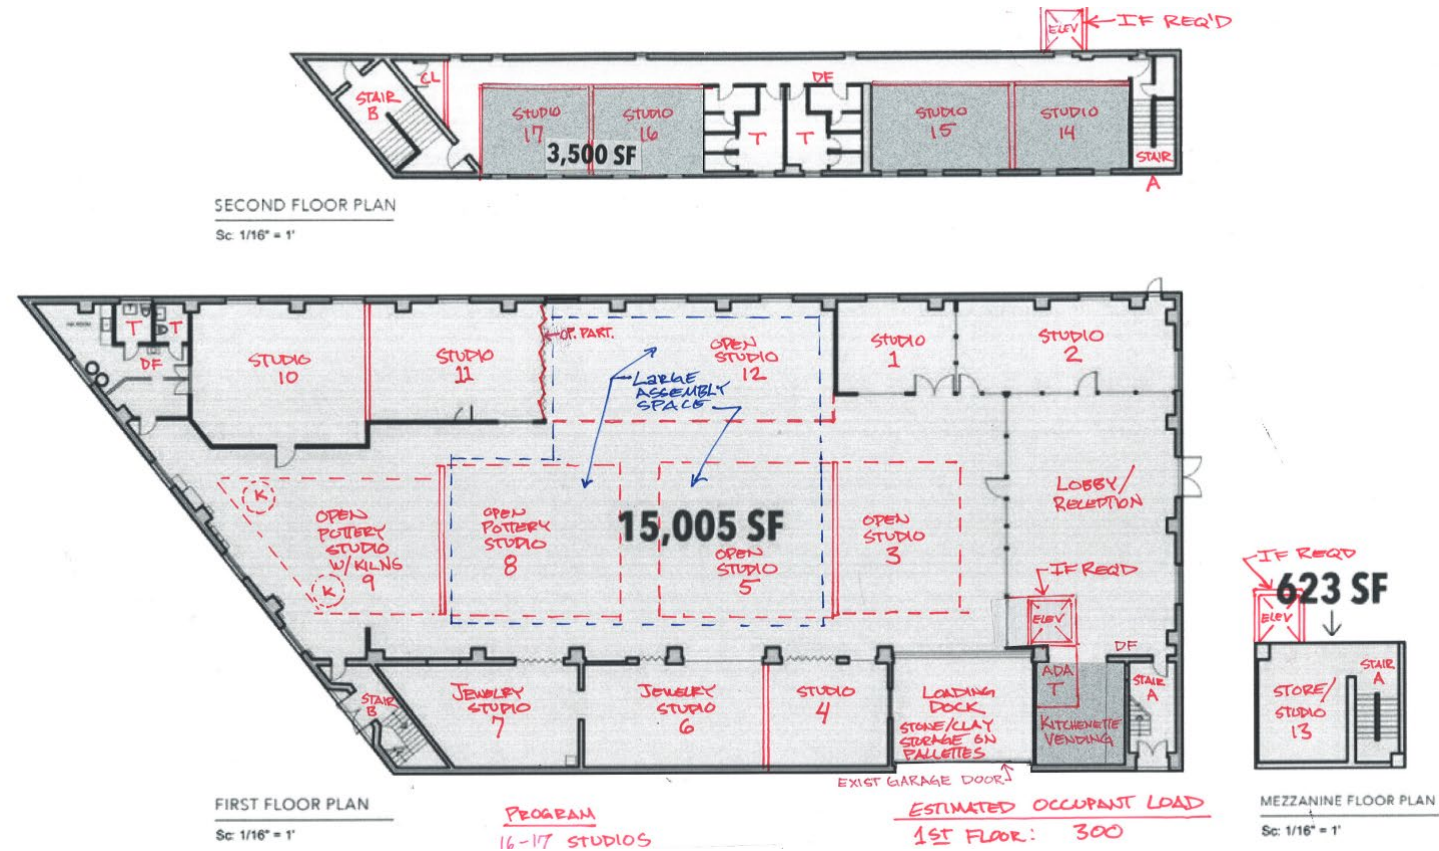 IF REQ'D
ELEV
CL
DF
STAIR
B
STUDIO
17
STUDIO
16
T
T
STUDIO
15
STUDIO
14
3,500 SF
STAIR
A
SECOND FLOOR PLAN
Sc: 1/16" = 1'
T
T
DF
STUDIO
10
STUDIO
11
OP. PART.
OPEN
STUDIO
12
LARGE
ASSEMBLY
SPACE
STUDIO
1
STUDIO
2
K
OPEN
POTTERY
STUDIO
W/KILNS
9
K
OPEN
POTTERY
STUDIO
8
15,005 SF
OPEN
STUDIO
5
OPEN
STUDIO
3
LOBBY/
RECEPTION
IF REQD
ELEV
DF
STAIR
B
JEWELRY
STUDIO
7
JEWELRY
STUDIO
6
STUDIO
4
LOADING
DOCK
STONE/CLAY
STORAGE ON
PALLETTES
ADA
T
KITCHENETTE
VENDING
STAIR
A
EXIST GARAGE DOOR
IF REQD
623 SF
ELEV
STORE/
STUDIO
13
STAIR
A
FIRST FLOOR PLAN
Sc: 1/16" = 1'
MEZZANINE FLOOR PLAN
Sc: 1/16" = 1'
PROGRAM
16-17 STUDIOS
ESTIMATED OCCUPANT LOAD
1ST FLOOR: 300